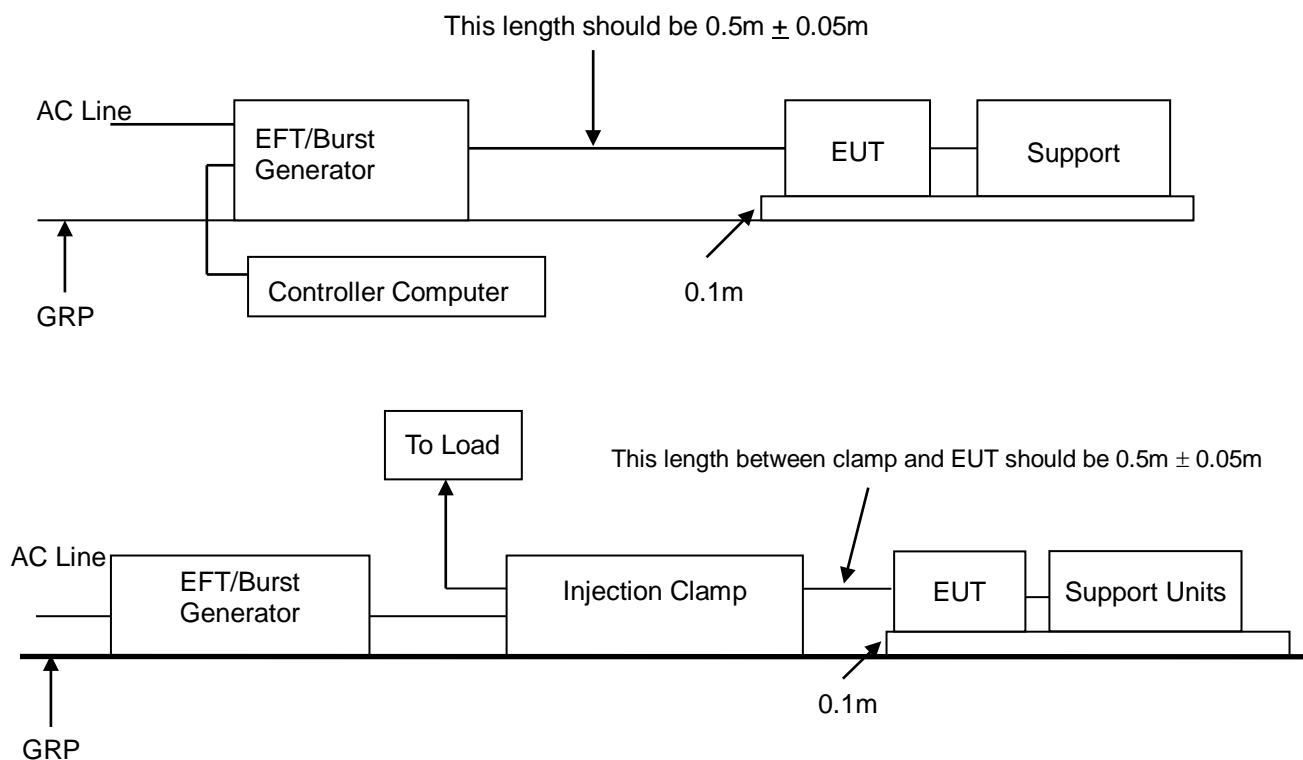 This length should be 0.5m ± 0.05m
AC Line
EFT/Burst
Generator
EUT
Support
Controller Computer
0.1m
GRP
To Load
This length between clamp and EUT should be 0.5m ± 0.05m
AC Line
EFT/Burst
Generator
Injection Clamp
EUT
Support Units
0.1m
GRP